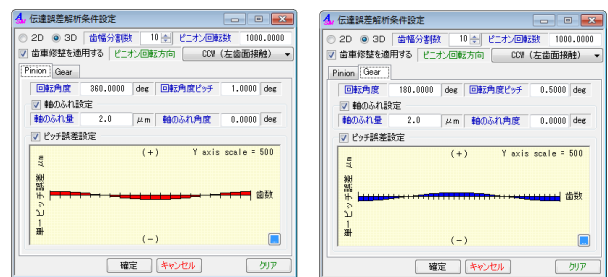 伝達誤差解析条件設定
2D 3D 歯幅分割数 10 ピニオン回転数 1000.0000
歯車修整を適用する ピニオン回転方向 CCW (左歯面接触)
Pinion Gear
回転角度 360.0000 deg 回転角度ピッチ 1.0000 deg
軸のふれ設定
軸のふれ量 2.0 μm 軸のふれ角度 0.0000 deg
ピッチ誤差設定
(+) Y axis scale = 500
単一ピッチ誤差 μm
歯数
(-)
確定 キャンセル クリア
伝達誤差解析条件設定
2D 3D 歯幅分割数 10 ピニオン回転数 1000.0000
歯車修整を適用する ピニオン回転方向 CCW (左歯面接触)
Pinion Gear
回転角度 180.0000 deg 回転角度ピッチ 0.5000 deg
軸のふれ設定
軸のふれ量 2.0 μm 軸のふれ角度 0.0000 deg
ピッチ誤差設定
(+) Y axis scale = 500
単一ピッチ誤差 μm
歯数
(-)
確定 キャンセル クリア